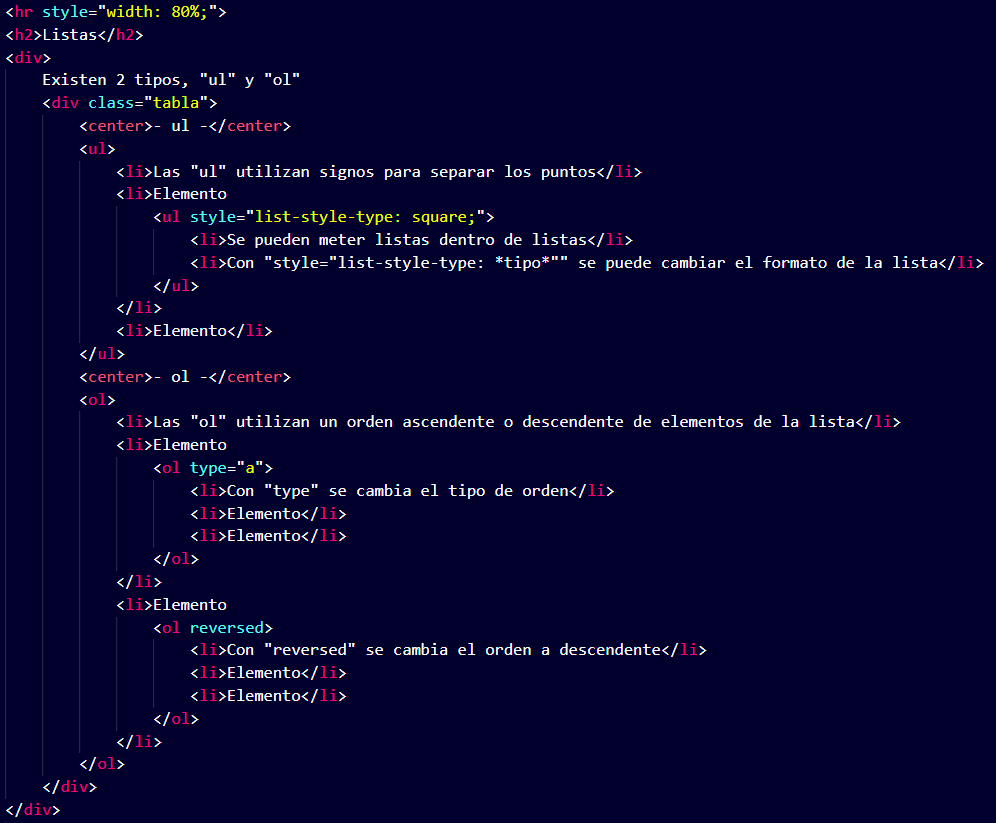 <hr style="width: 80%;">
<h2>Listas</h2>
<div>
    Existen 2 tipos, "ul" y "ol"
    <div class="tabla">
        <center>- ul -</center>
        <ul>
            <li>Las "ul" utilizan signos para separar los puntos</li>
            <li>Elemento
                <ul style="list-style-type: square;">
                    <li>Se pueden meter listas dentro de listas</li>
                    <li>Con "style="list-style-type: *tipo*"" se puede cambiar el formato de la lista</li>
                </ul>
            </li>
            <li>Elemento</li>
        </ul>
        <center>- ol -</center>
        <ol>
            <li>Las "ol" utilizan un orden ascendente o descendente de elementos de la lista</li>
            <li>Elemento
                <ol type="a">
                    <li>Con "type" se cambia el tipo de orden</li>
                    <li>Elemento</li>
                    <li>Elemento</li>
                </ol>
            </li>
            <li>Elemento
                <ol reversed>
                    <li>Con "reversed" se cambia el orden a descendente</li>
                    <li>Elemento</li>
                    <li>Elemento</li>
                </ol>
            </li>
        </ol>
    </div>
</div>